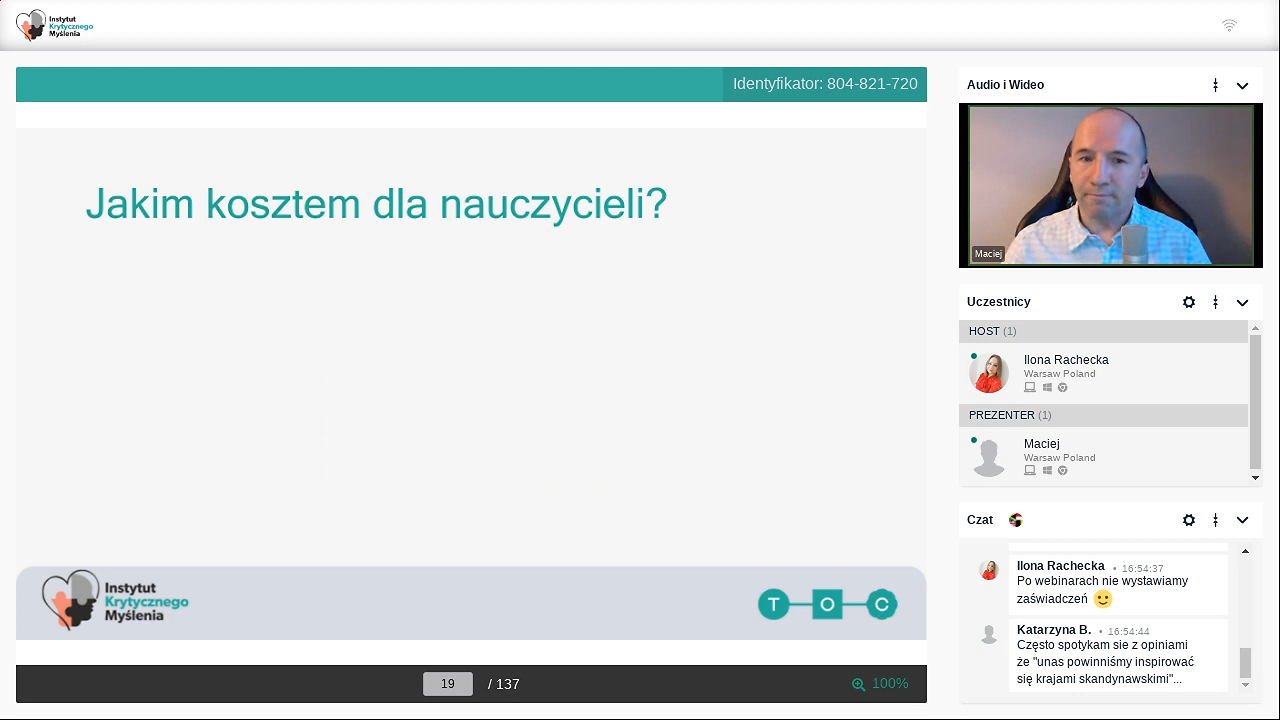 Instytut
Krytycznego
Myślenia
Identyfikator: 804-821-720
Jakim kosztem dla nauczycieli?
Instytut
Krytycznego
Myślenia
T O C
19 / 137
100%
Audio i Wideo
Maciej
Uczestnicy
HOST (1)
Ilona Rachecka
Warsaw Poland
PREZENTER (1)
Maciej
Warsaw Poland
Czat
Ilona Rachecka • 16:54:37
Po webinarach nie wystawiamy
zaświadczeń
Katarzyna B. • 16:54:44
Często spotykam sie z opiniami
że "unas powinniśmy inspirować
się krajami skandynawskimi"...